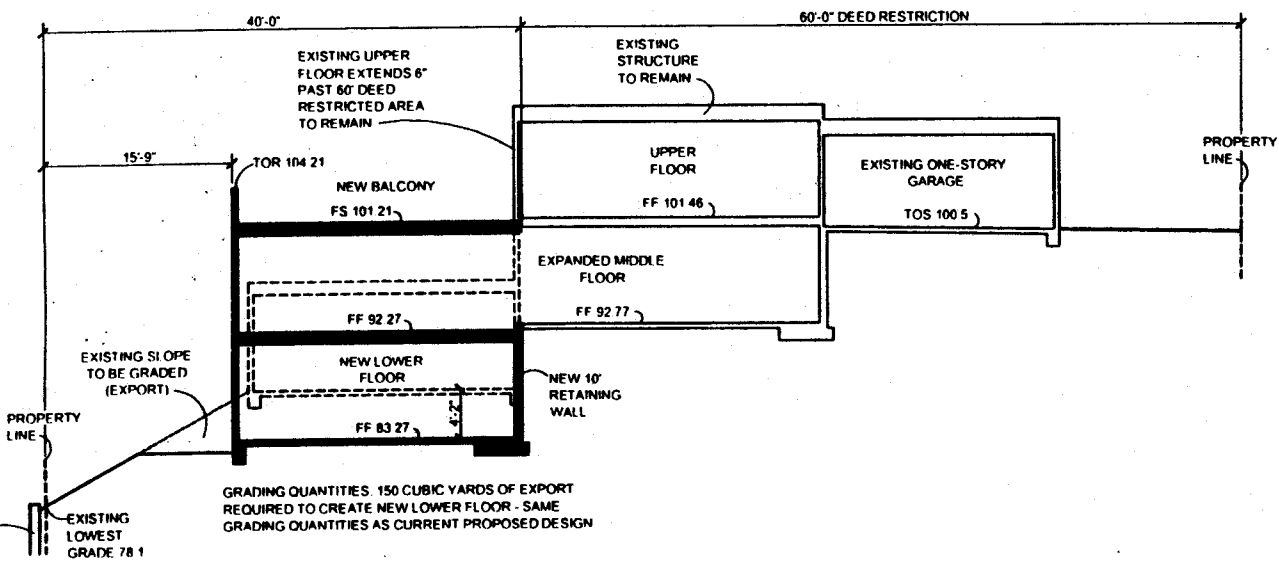 40'-0"
60'-0" DEED RESTRICTION
EXISTING UPPER
FLOOR EXTENDS 6"
PAST 60' DEED
RESTRICTED AREA
TO REMAIN
EXISTING
STRUCTURE
TO REMAIN
PROPERTY
LINE
15'-9"
TOR 104 21
NEW BALCONY
FS 101 21
UPPER
FLOOR
FF 101 46
EXISTING ONE-STORY
GARAGE
TOS 100 5
EXPANDED MIDDLE
FLOOR
FF 92 27
FF 92 77
EXISTING SLOPE
TO BE GRADED
(EXPORT)
NEW LOWER
FLOOR
NEW 10'
RETAINING
WALL
4'-2"
PROPERTY
LINE
FF 83 27
GRADING QUANTITIES. 150 CUBIC YARDS OF EXPORT
REQUIRED TO CREATE NEW LOWER FLOOR - SAME
GRADING QUANTITIES AS CURRENT PROPOSED DESIGN
EXISTING
LOWEST
GRADE 78 1